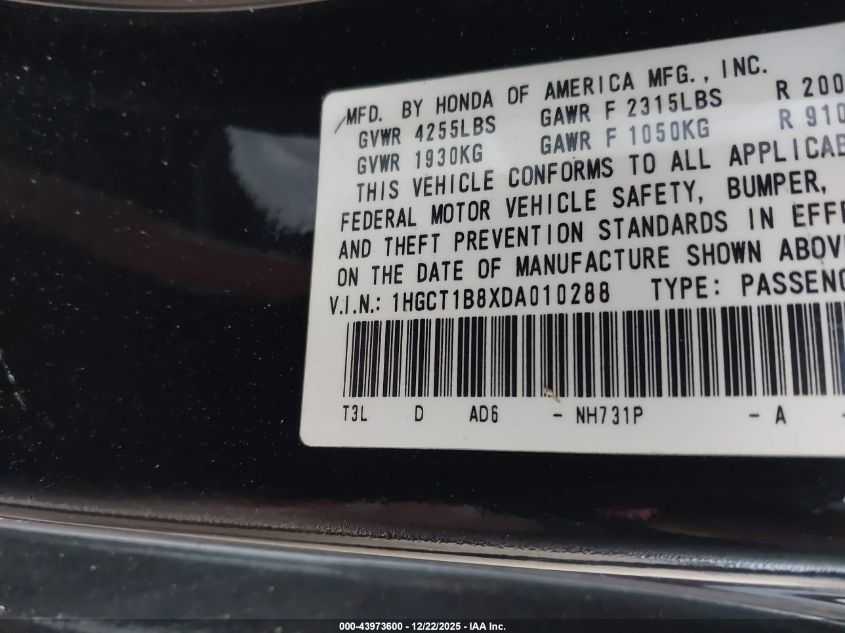 MFD. BY HONDA OF AMERICA MFG., INC.
GVWR 4255LBS GAWR F 2315LBS R 200
GVWR 1930KG GAWR F 1050KG R 910
THIS VEHICLE CONFORMS TO ALL APPLICAB
FEDERAL MOTOR VEHICLE SAFETY, BUMPER,
AND THEFT PREVENTION STANDARDS IN EFFE
ON THE DATE OF MANUFACTURE SHOWN ABOV
V.I.N.: 1HGCT1B8XDA010288 TYPE: PASSENG
T3L D AD6 - NH731P - A -
000-43973600 - 12/22/2025 - IAA Inc.